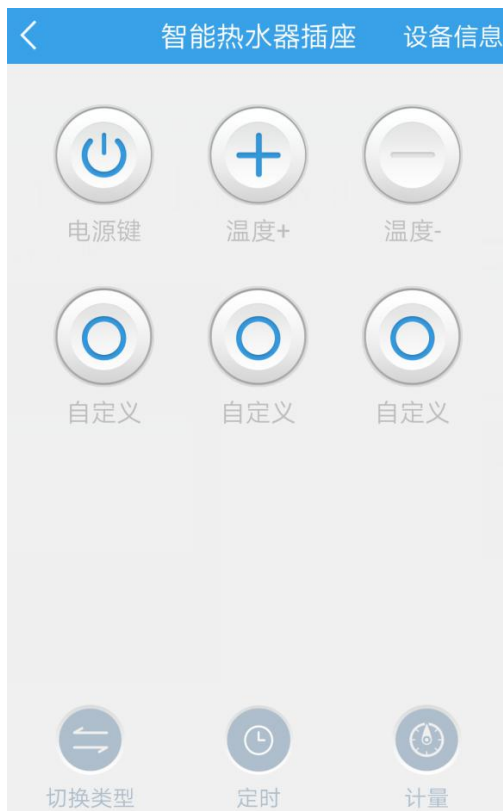 智能热水器插座 设备信息
电源键 温度+ 温度-
自定义 自定义 自定义
切换类型 定时 计量